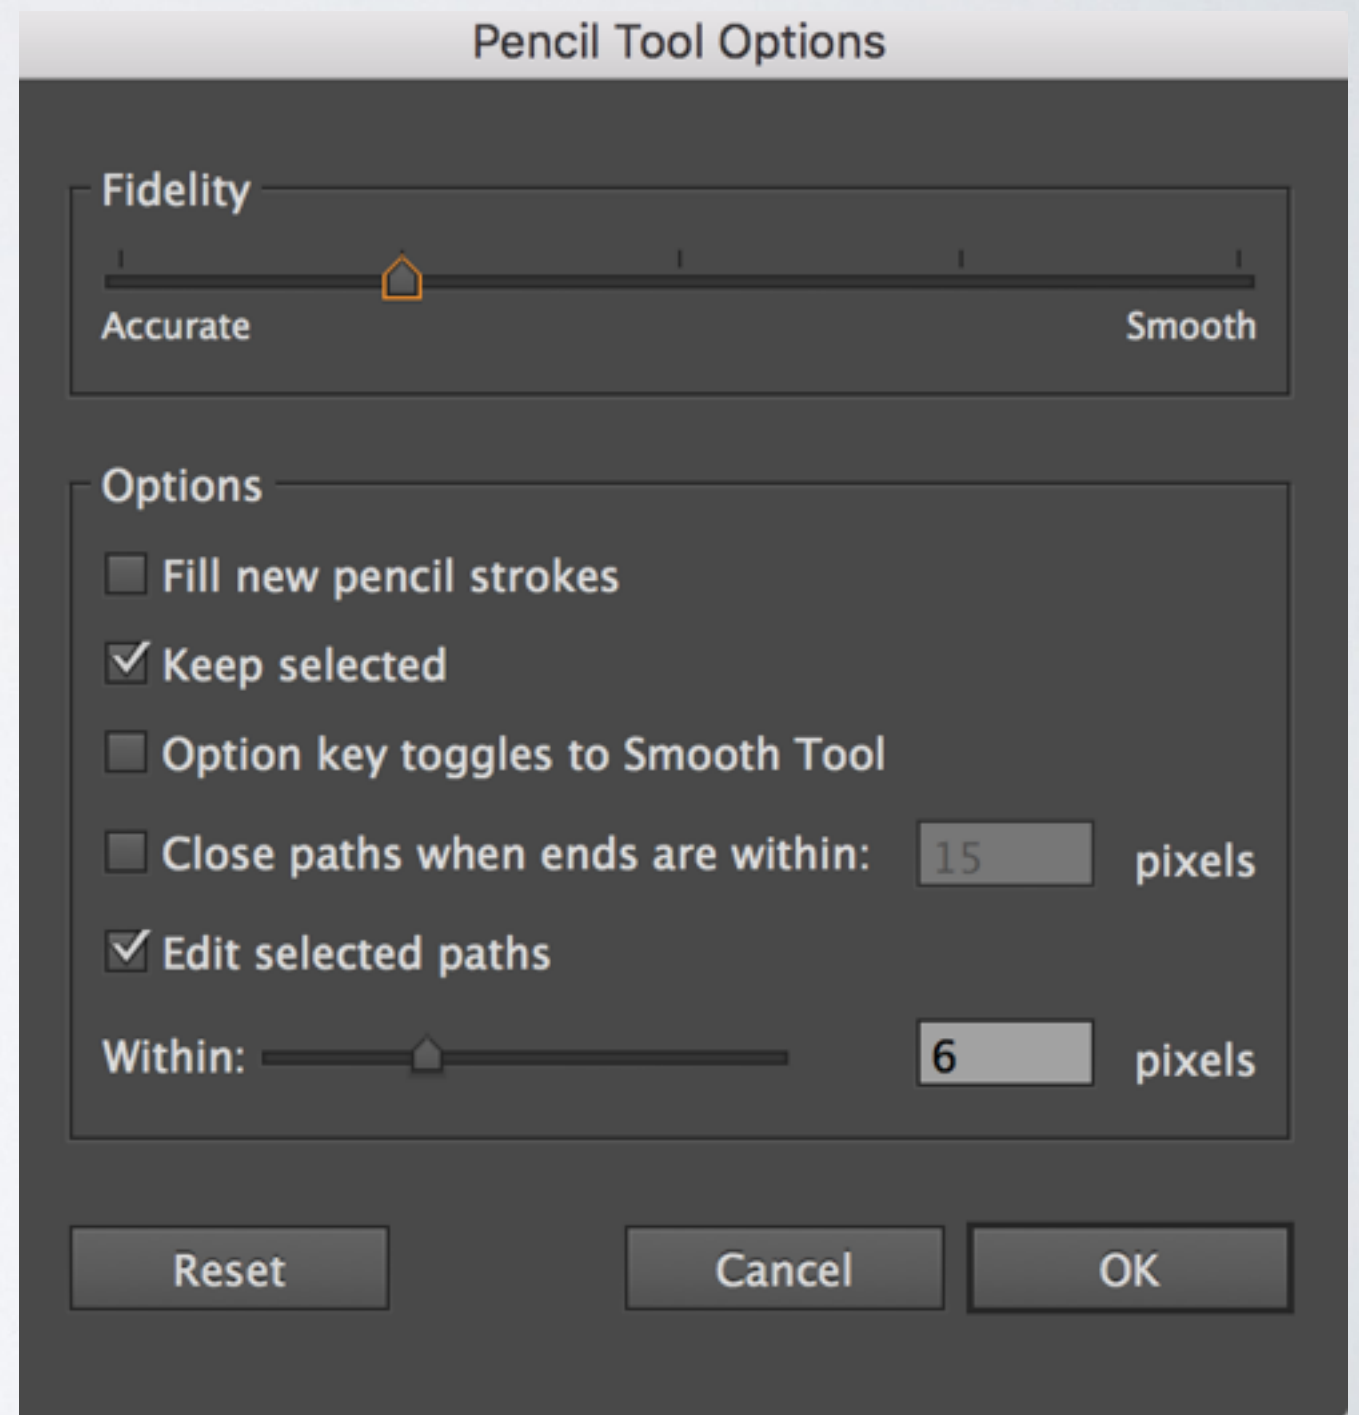 Pencil Tool Options
Fidelity
Accurate Smooth
Options
Fill new pencil strokes
Keep selected
Option key toggles to Smooth Tool
Close paths when ends are within: 15 pixels
Edit selected paths
Within: 6 pixels
Reset Cancel OK